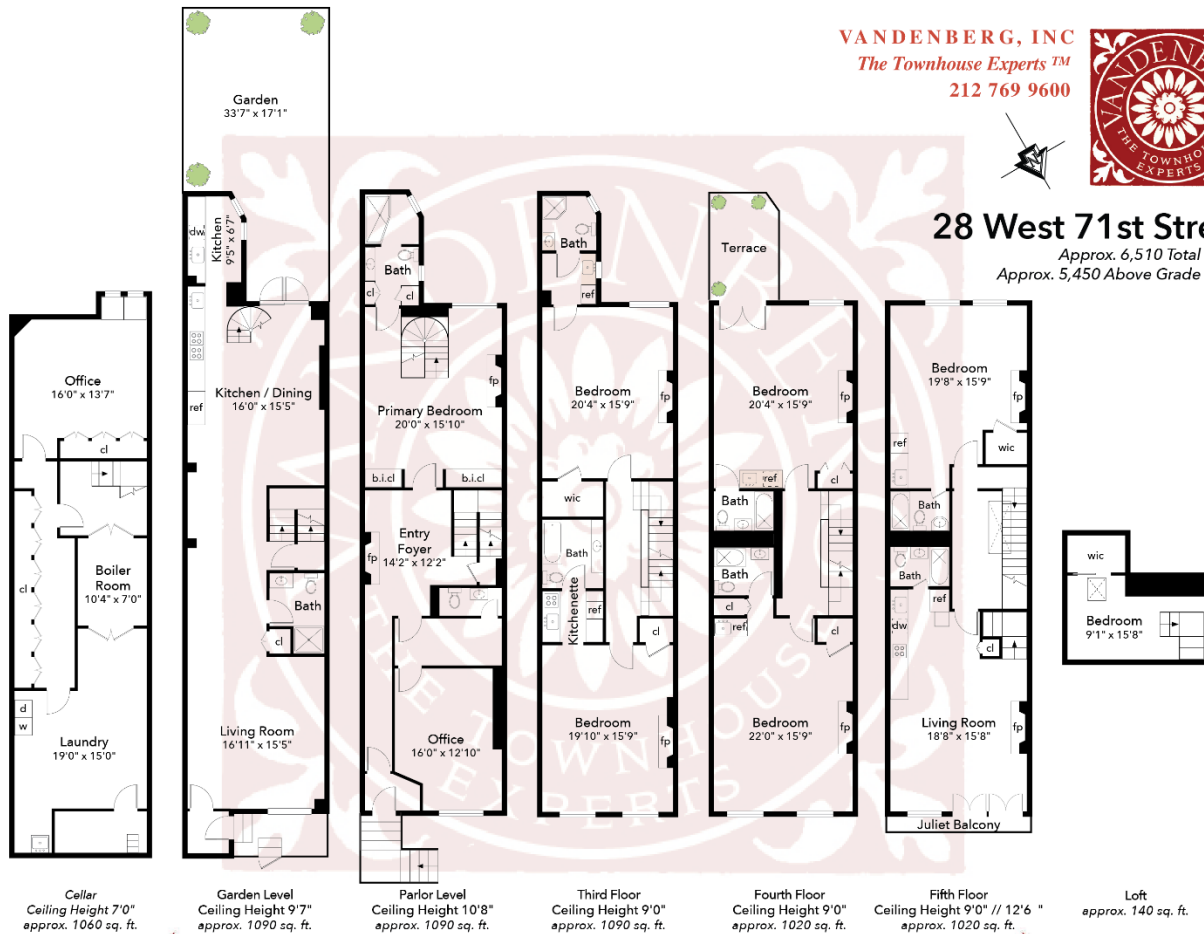 VANDENBERG, INC
The Townhouse Experts ™
212 769 9600
VANDENB
THE TOWNHOU
EXPERTS
N
28 West 71st Stre
Approx. 6,510 Total
Approx. 5,450 Above Grade
Office
16'0" x 13'7"
cl
cl
Boiler
Room
10'4" x 7'0"
d
w
Laundry
19'0" x 15'0"
Cellar
Ceiling Height 7'0"
approx. 1060 sq. ft.
Garden
33'7" x 17'1"
dw
Kitchen
9'5" x 6'7"
Kitchen / Dining
16'0" x 15'5"
ref
Bath
cl
Living Room
16'11" x 15'5"
Garden Level
Ceiling Height 9'7"
approx. 1090 sq. ft.
Bath
cl
cl
fp
Primary Bedroom
20'0" x 15'10"
b.i.cl
b.i.cl
Entry
Foyer
14'2" x 12'2"
fp
Office
16'0" x 12'10"
Parlor Level
Ceiling Height 10'8"
approx. 1090 sq. ft.
Bath
ref
Bedroom
20'4" x 15'9"
fp
wic
Bath
Kitchenette
ref
cl
Bedroom
19'10" x 15'9"
fp
Third Floor
Ceiling Height 9'0"
approx. 1090 sq. ft.
Terrace
Bedroom
20'4" x 15'9"
fp
ref
cl
Bath
Bath
cl
ref
cl
Bedroom
22'0" x 15'9"
fp
Fourth Floor
Ceiling Height 9'0"
approx. 1020 sq. ft.
Bedroom
19'8" x 15'9"
fp
ref
wic
Bath
Bath
ref
dw
cl
Living Room
18'8" x 15'8"
fp
Juliet Balcony
Fifth Floor
Ceiling Height 9'0" // 12'6 "
approx. 1020 sq. ft.
wic
Bedroom
9'1" x 15'8"
Loft
approx. 140 sq. ft.
VANDENBERG
THE TOWNHOUSE
EXPERTS